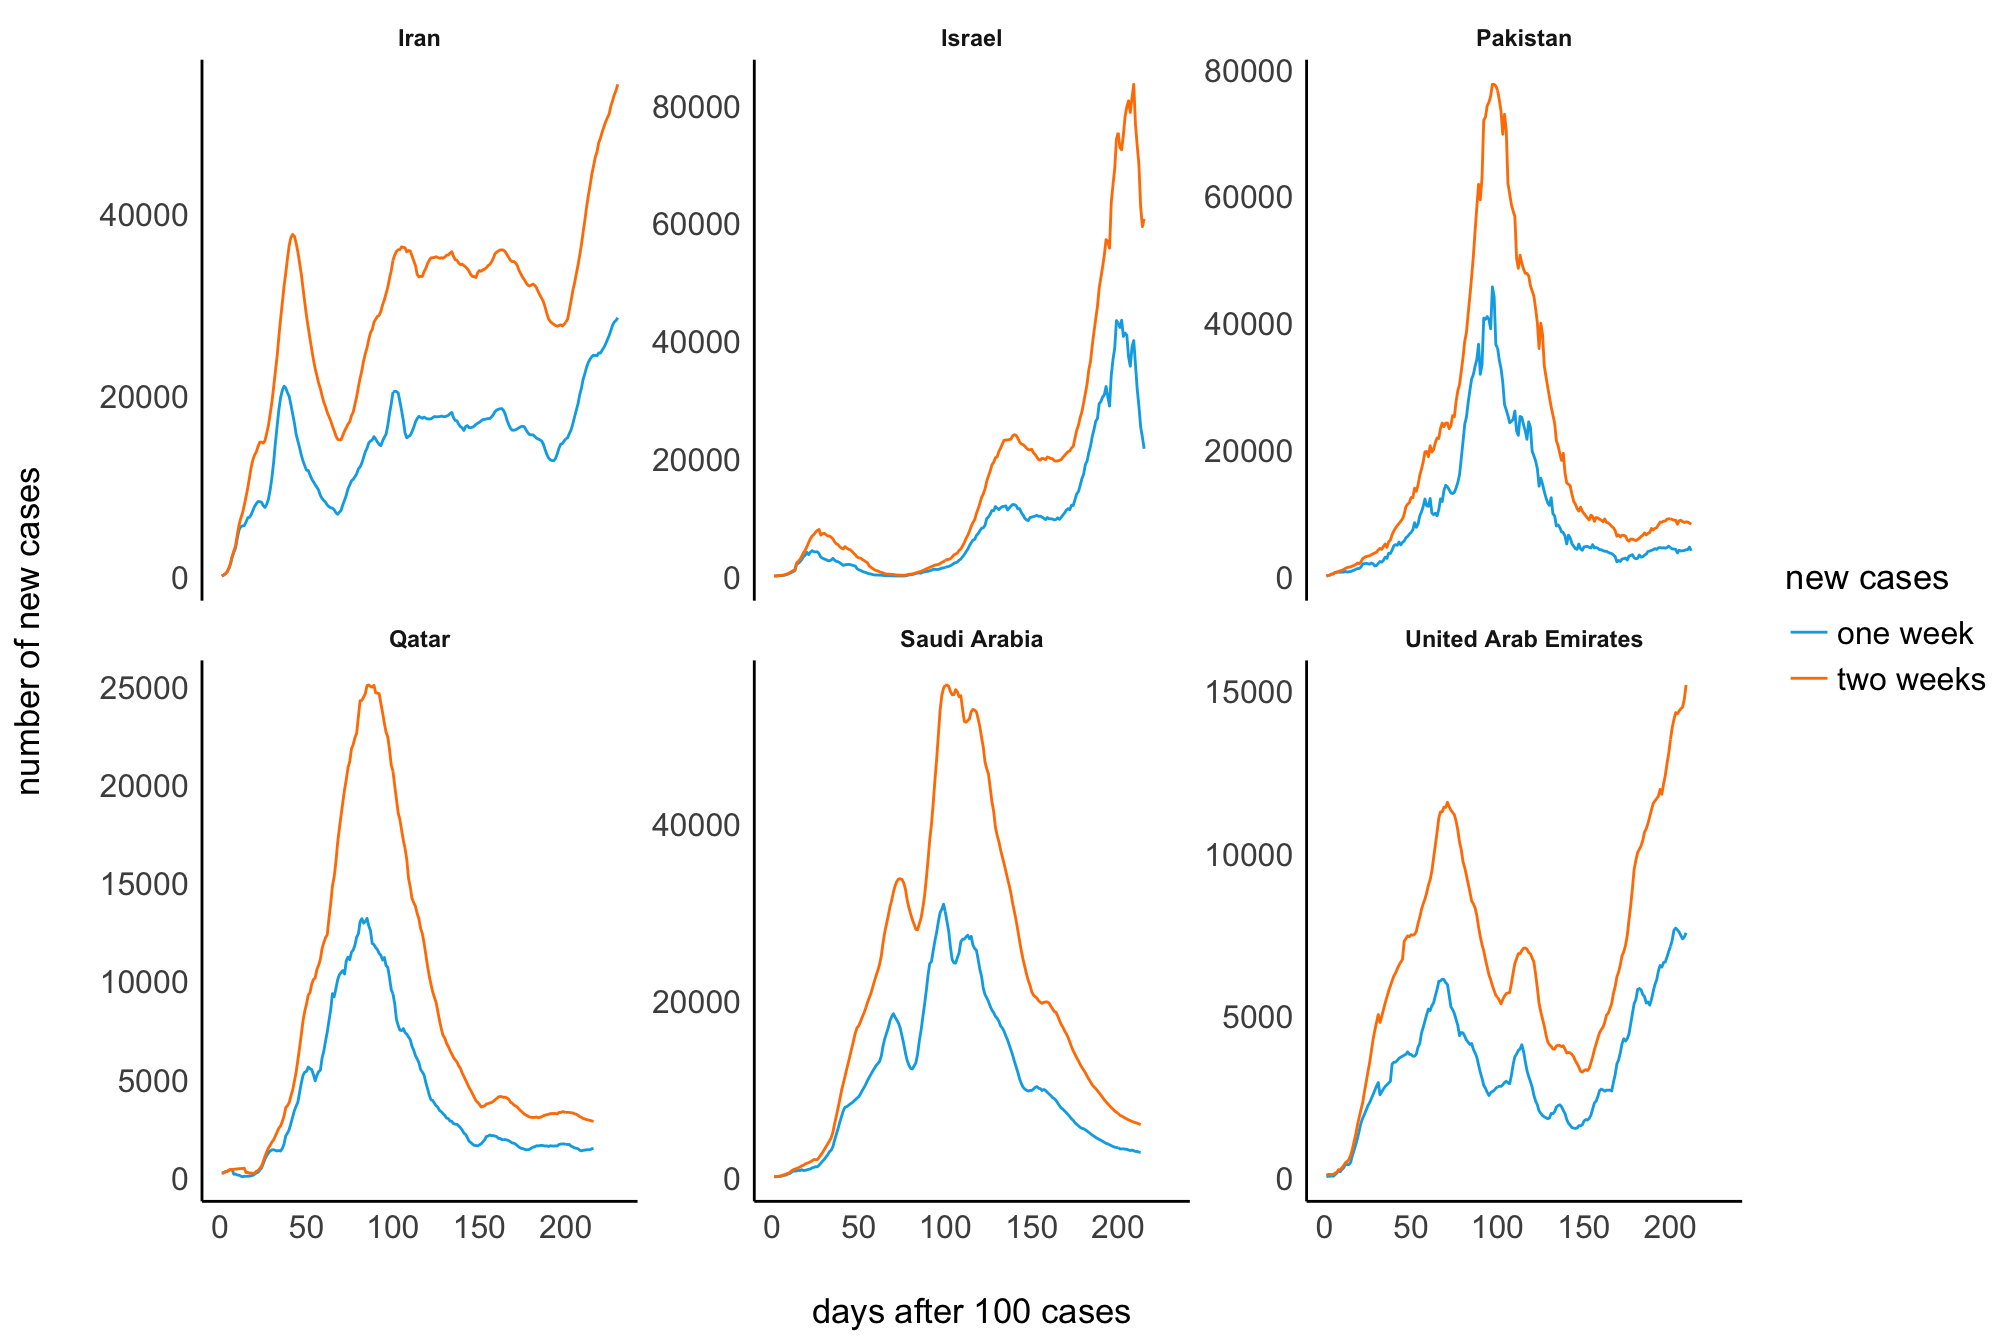 Iran
Israel
Pakistan
40000
20000
0
80000
60000
40000
20000
0
80000
60000
40000
20000
0
number of new cases
Qatar
Saudi Arabia
United Arab Emirates
25000
20000
15000
10000
5000
0
40000
20000
0
15000
10000
5000
0
0 50 100 150 200
0 50 100 150 200
0 50 100 150 200
days after 100 cases
new cases
one week
two weeks